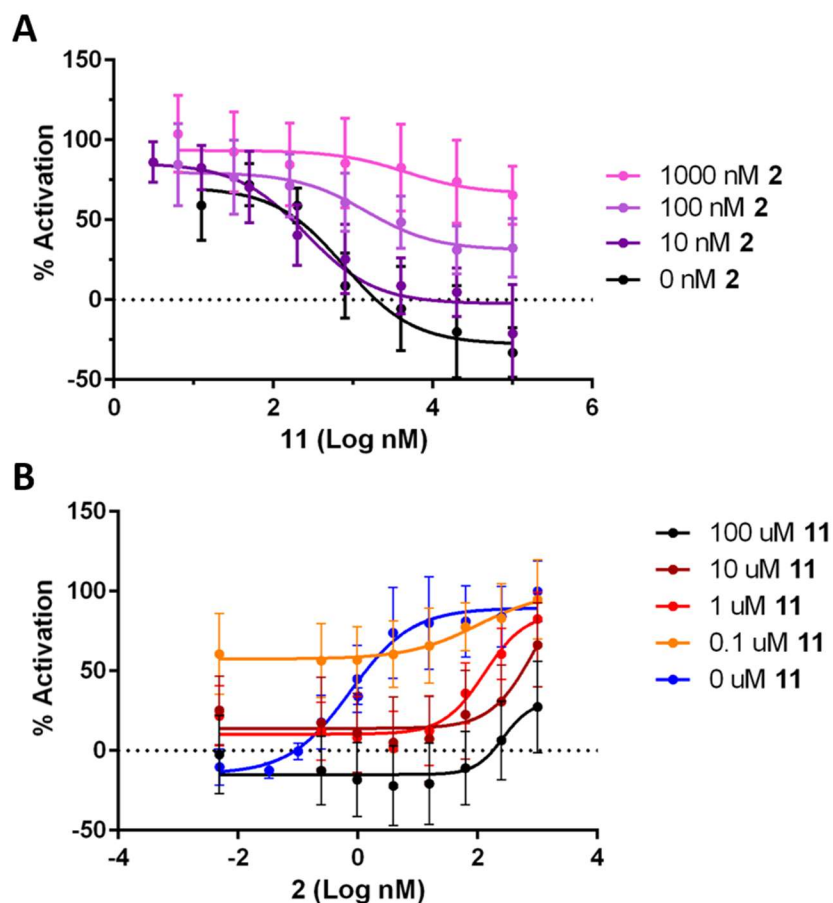 A
150
100
50
0
-50
% Activation
0
2
4
6
11 (Log nM)
1000 nM 2
100 nM 2
10 nM 2
0 nM 2
B
150
100
50
0
-50
% Activation
-4
-2
0
2
4
2 (Log nM)
100 uM 11
10 uM 11
1 uM 11
0.1 uM 11
0 uM 11